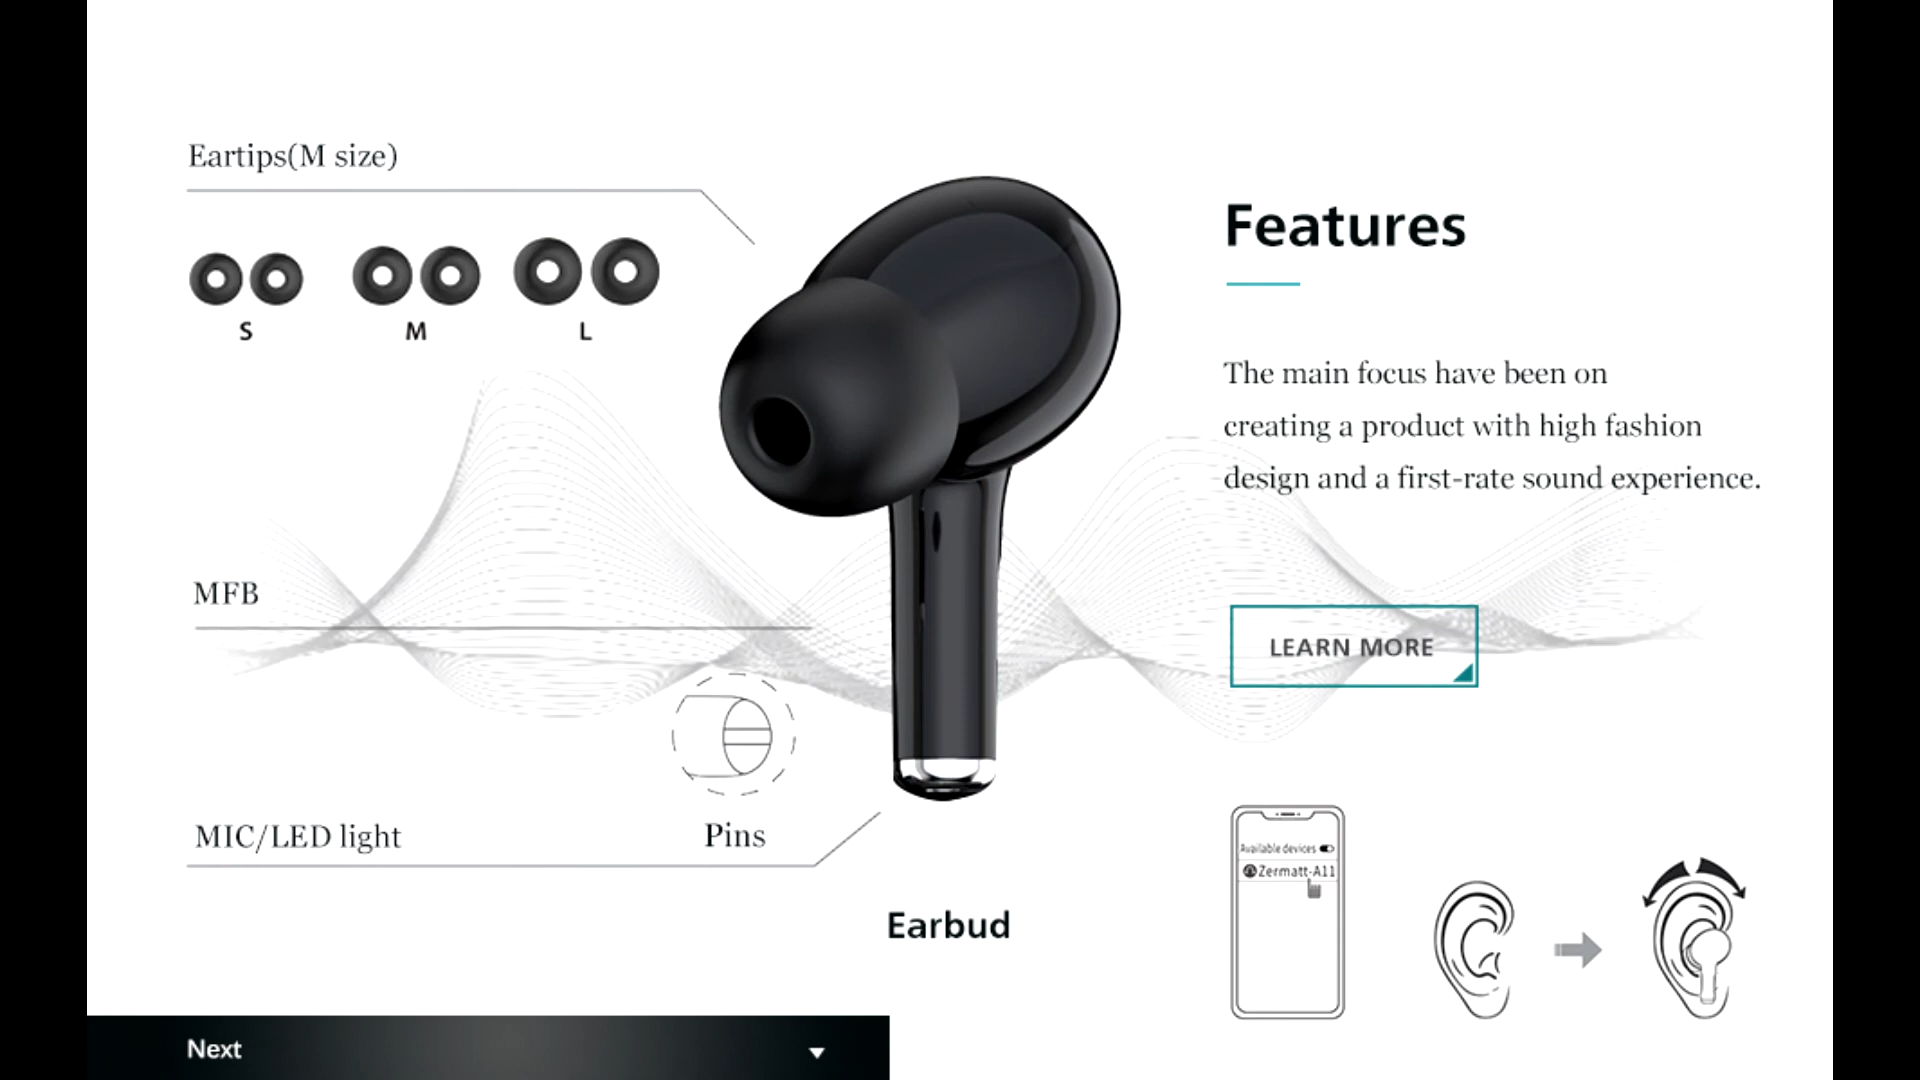 Eartips(M size)
S
M
L
MFB
MIC/LED light
Pins
Earbud
Features
The main focus have been on
creating a product with high fashion
design and a first-rate sound experience.
LEARN MORE
Available devices
Zermatt-A11
Next